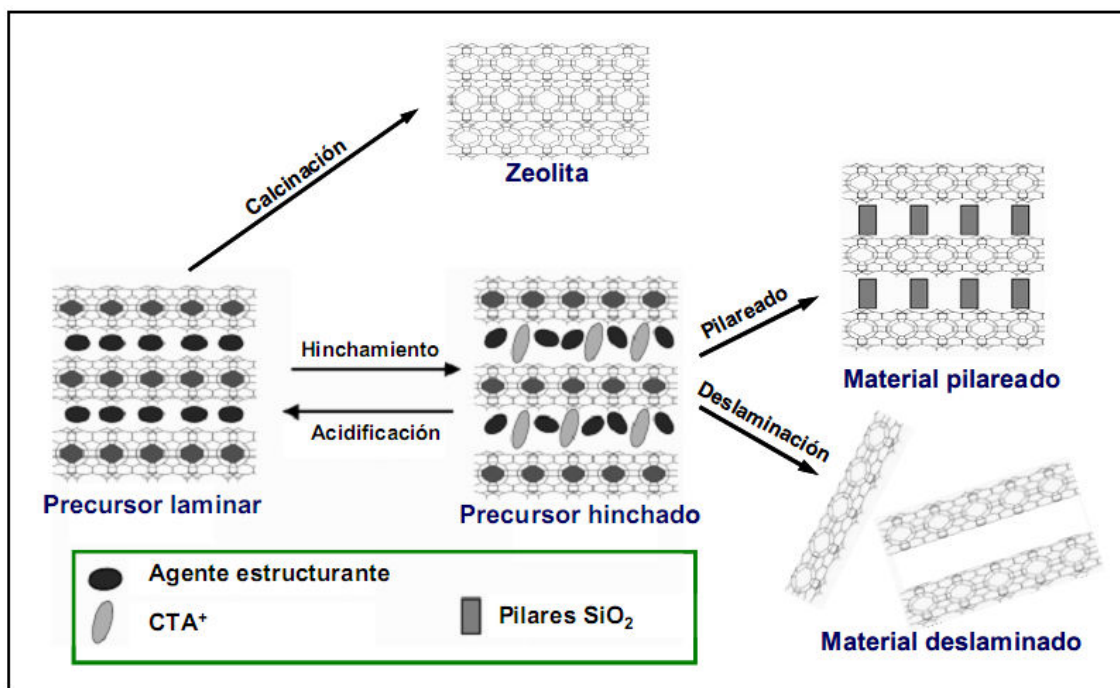 Calcinación
Zeolita
Hinchamiento
Acidificación
Pilareado
Deslaminación
Material pilareado
Precursor laminar
Precursor hinchado
Agente estructurante
CTA⁺
Pilares SiO₂
Material deslaminado